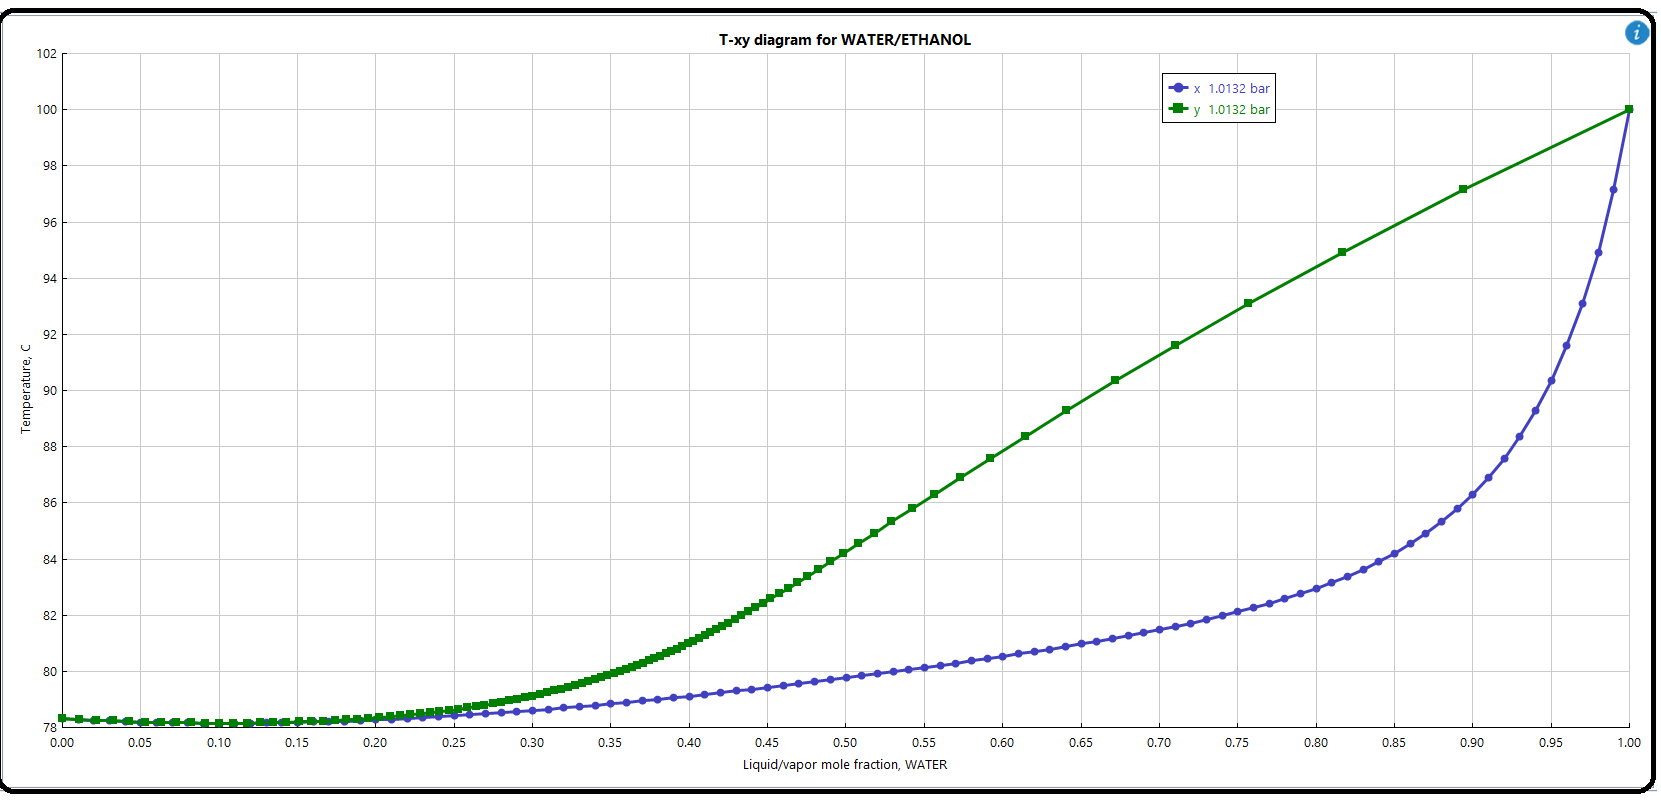 T-xy diagram for WATER/ETHANOL
i
x 1.0132 bar
y 1.0132 bar
102
100
98
96
94
92
90
88
86
84
82
80
78
Temperature, C
0.00 0.05 0.10 0.15 0.20 0.25 0.30 0.35 0.40 0.45 0.50 0.55 0.60 0.65 0.70 0.75 0.80 0.85 0.90 0.95 1.00
Liquid/vapor mole fraction, WATER